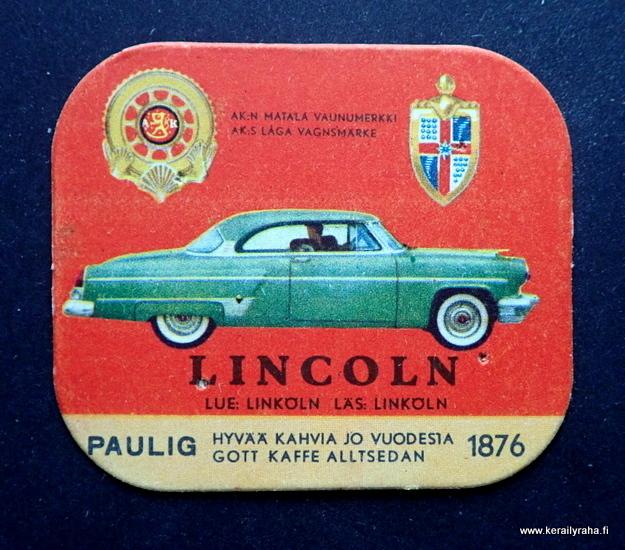 A K
AK:N MATALA VAUNUMERKKI
AK:S LÅGA VAGNSMÄRKE
LINCOLN
LUE: LINKÖLN LÄS: LINKÖLN
PAULIG HYVÄÄ KAHVIA JO VUODESTA 1876
GOTT KAFFE ALLTSEDAN
www.kerailyraha.fi